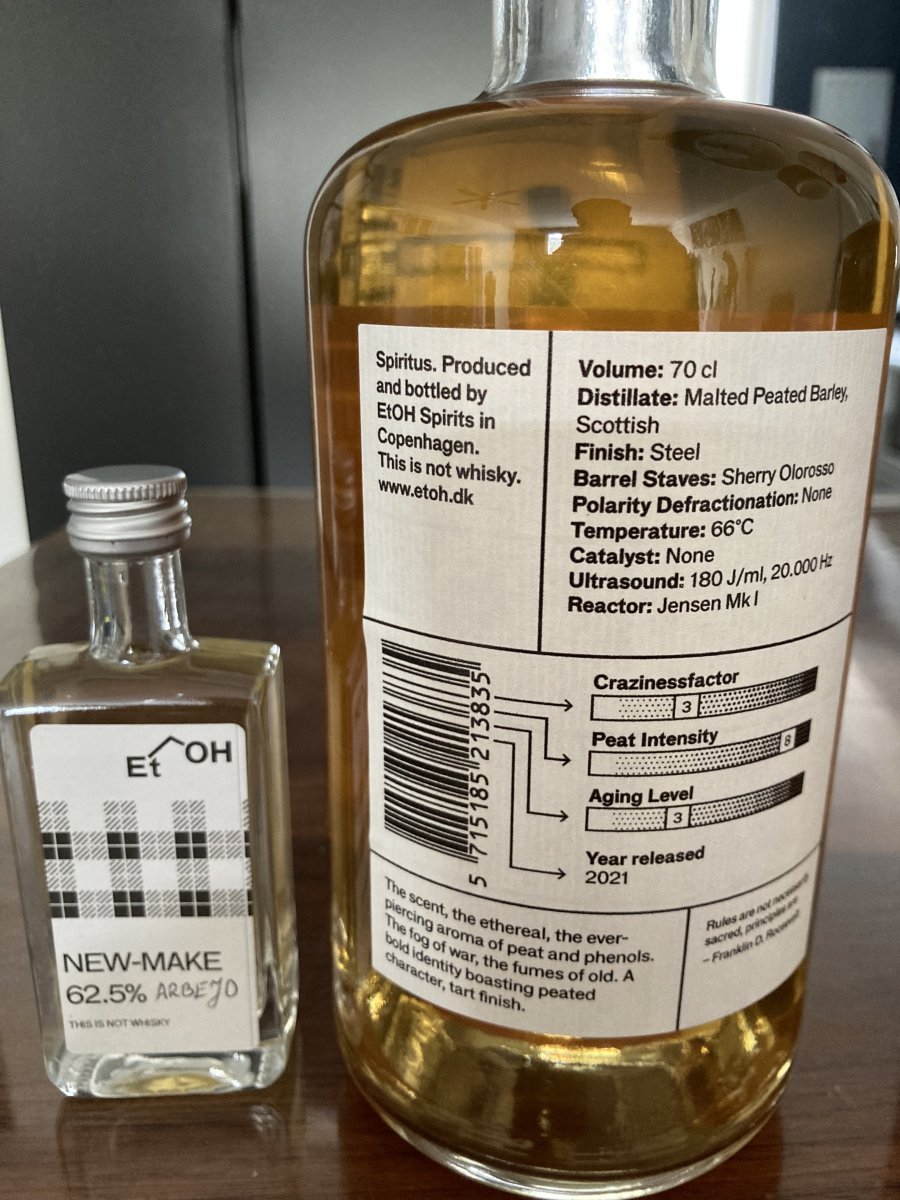 Et OH
NEW-MAKE
62.5% ARBEJO
THIS IS NOT WHISKY
Spiritus. Produced
and bottled by
EtOH Spirits in
Copenhagen.
This is not whisky.
www.etoh.dk
Volume: 70 cl
Distillate: Malted Peated Barley,
Scottish
Finish: Steel
Barrel Staves: Sherry Olorosso
Polarity Defractionation: None
Temperature: 66°C
Catalyst: None
Ultrasound: 180 J/ml, 20.000 Hz
Reactor: Jensen Mk I
5 715185 213835
Crazinessfactor
3
Peat Intensity
8
Aging Level
3
Year released
2021
The scent, the ethereal, the ever-
piercing aroma of peat and phenols.
The fog of war, the fumes of old. A
bold identity boasting peated
character, tart finish.
Rules are not necessarily
sacred, principles are
– Franklin D. Roosevelt